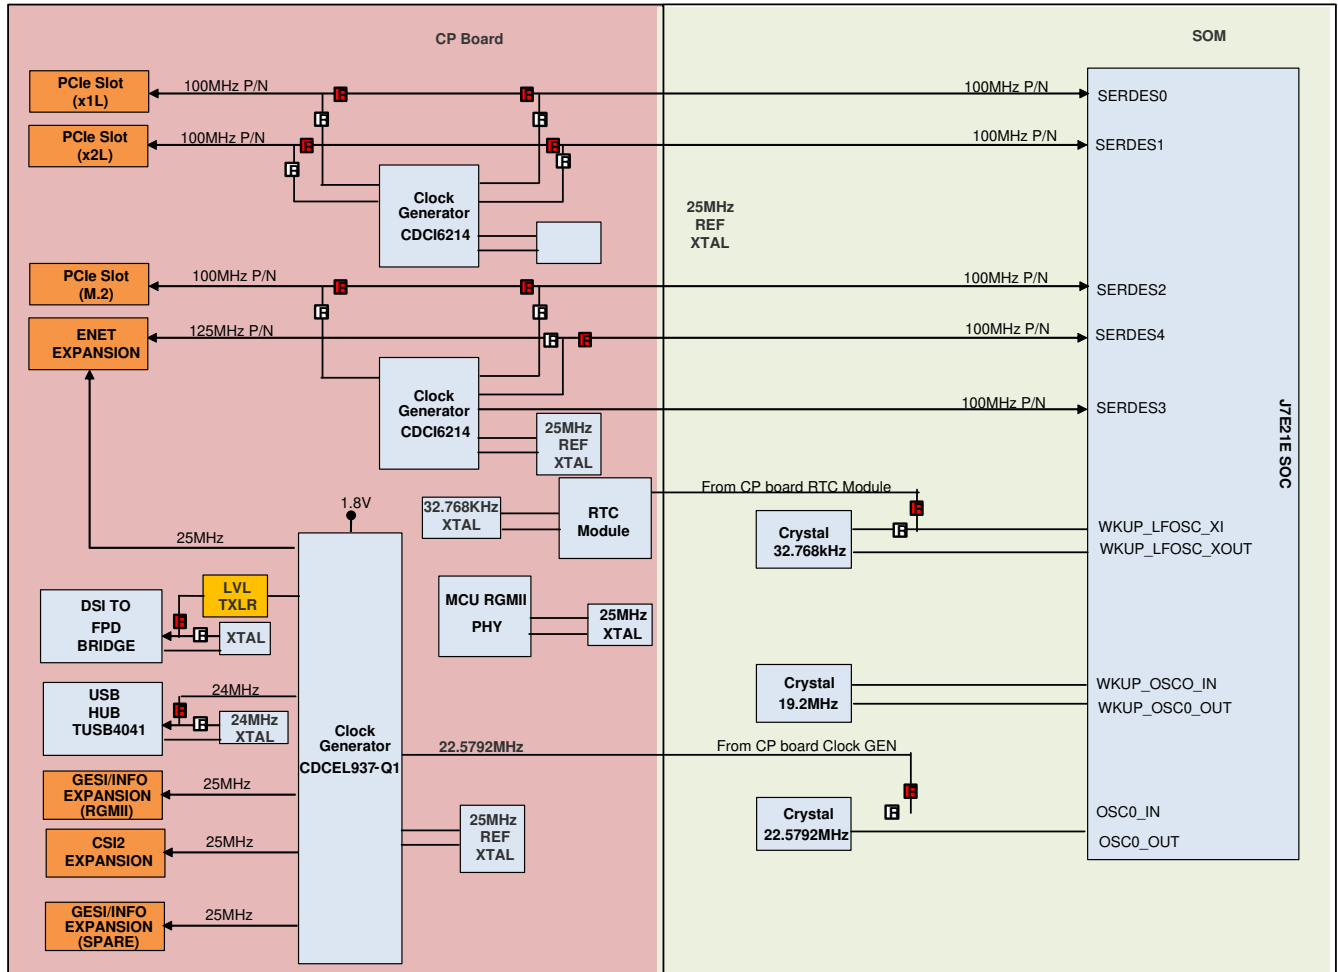 CP Board
SOM
PCIe Slot
(x1L)
100MHz P/N
100MHz P/N
SERDES0
PCIe Slot
(x2L)
100MHz P/N
100MHz P/N
SERDES1
Clock
Generator
CDCI6214
25MHz
REF
XTAL
PCIe Slot
(M.2)
100MHz P/N
100MHz P/N
SERDES2
ENET
EXPANSION
125MHz P/N
100MHz P/N
SERDES4
Clock
Generator
CDCI6214
100MHz P/N
SERDES3
25MHz
REF
XTAL
J7E21E SOC
From CP board RTC Module
32.768KHz
XTAL
RTC
Module
1.8V
Crystal
32.768kHz
WKUP_LFOSC_XI
WKUP_LFOSC_XOUT
25MHz
LVL
TXLR
DSI TO
FPD
BRIDGE
XTAL
MCU RGMII
PHY
25MHz
XTAL
Crystal
19.2MHz
WKUP_OSCO_IN
WKUP_OSC0_OUT
USB
HUB
TUSB4041
24MHz
24MHz
XTAL
Clock
Generator
CDCEL937-Q1
22.5792MHz
From CP board Clock GEN
GESI/INFO
EXPANSION
(RGMII)
25MHz
Crystal
22.5792MHz
OSC0_IN
OSC0_OUT
25MHz
REF
XTAL
CSI2
EXPANSION
25MHz
GESI/INFO
EXPANSION
(SPARE)
25MHz